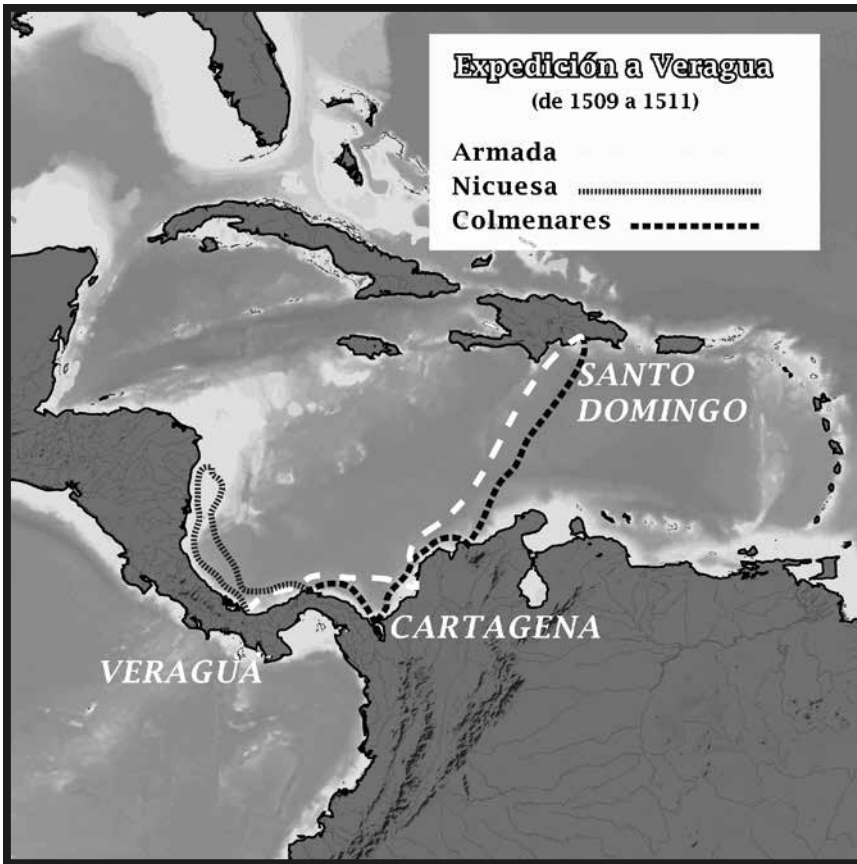 Expedición a Veragua
(de 1509 a 1511)
Armada
Nicuesa
Colmenares
SANTO
DOMINGO
CARTAGENA
VERAGUA